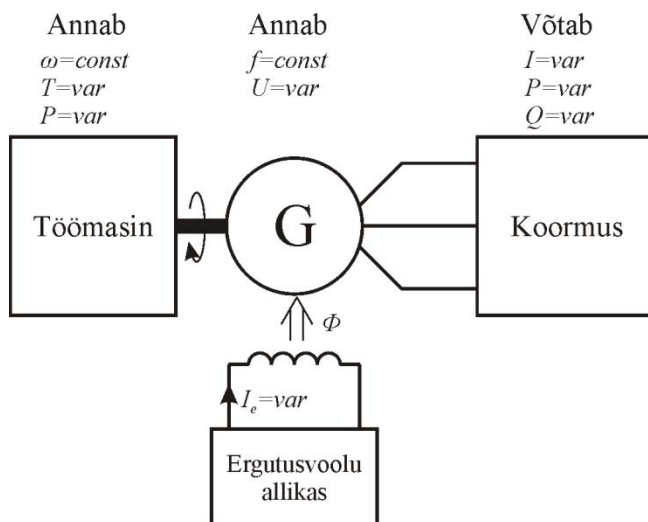 Annab
ω=const
T=var
P=var
Annab
f=const
U=var
Võtab
I=var
P=var
Q=var
Töömasin
G
Koormus
Φ
Iₑ=var
Ergutusvoolu
allikas